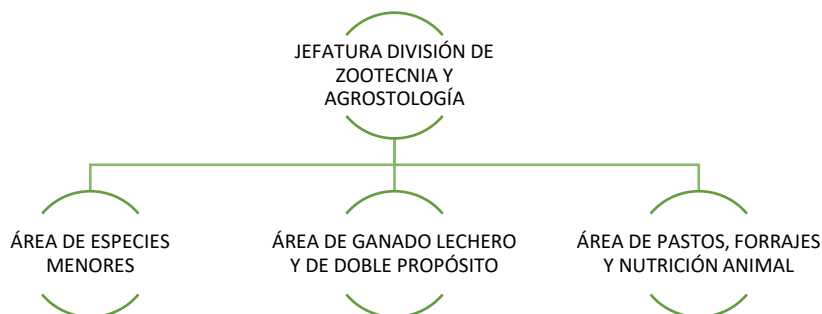 JEFATURA DIVISIÓN DE
ZOOTECNIA Y
AGROSTOLOGÍA
ÁREA DE ESPECIES
MENORES
ÁREA DE GANADO LECHERO
Y DE DOBLE PROPÓSITO
ÁREA DE PASTOS, FORRAJES
Y NUTRICIÓN ANIMAL